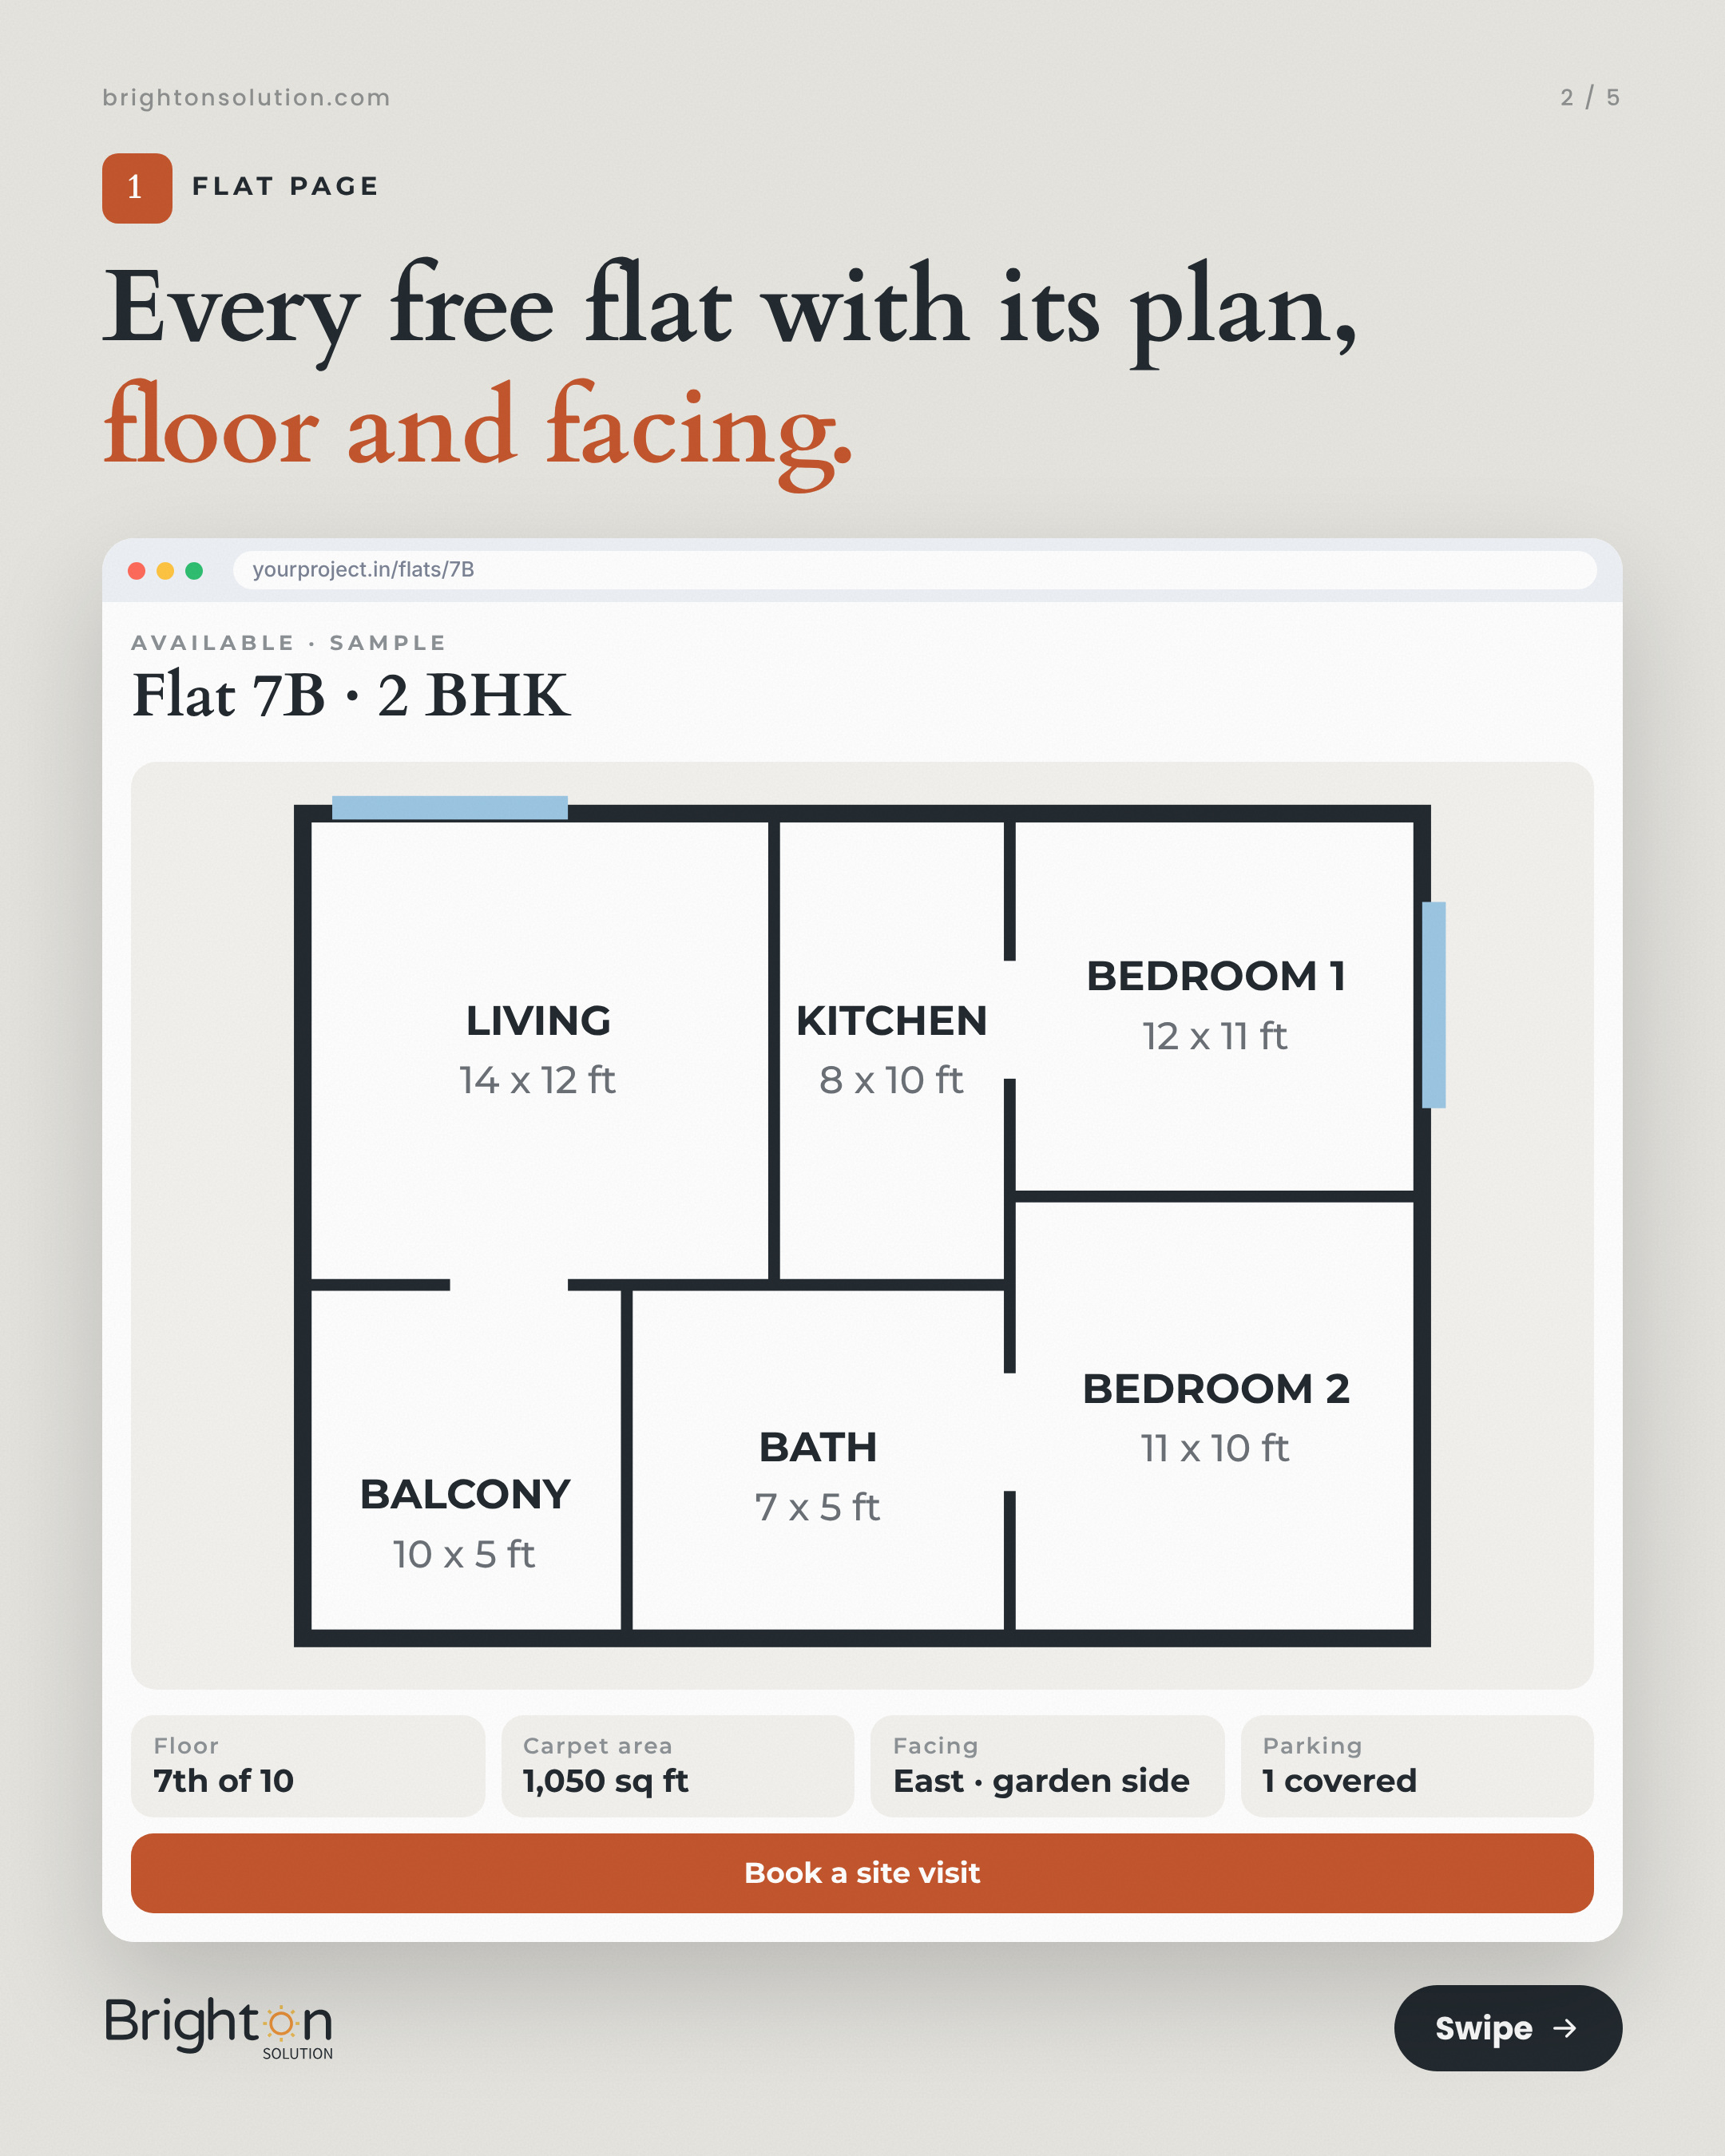 brightonsolution.com
2 / 5
1
FLAT PAGE
Every free flat with its plan,
floor and facing.
yourproject.in/flats/7B
AVAILABLE · SAMPLE
Flat 7B · 2 BHK
LIVING
14 x 12 ft
KITCHEN
8 x 10 ft
BEDROOM 1
12 x 11 ft
BALCONY
10 x 5 ft
BATH
7 x 5 ft
BEDROOM 2
11 x 10 ft
Floor
7th of 10
Carpet area
1,050 sq ft
Facing
East · garden side
Parking
1 covered
Book a site visit
Brighton
SOLUTION
Swipe →